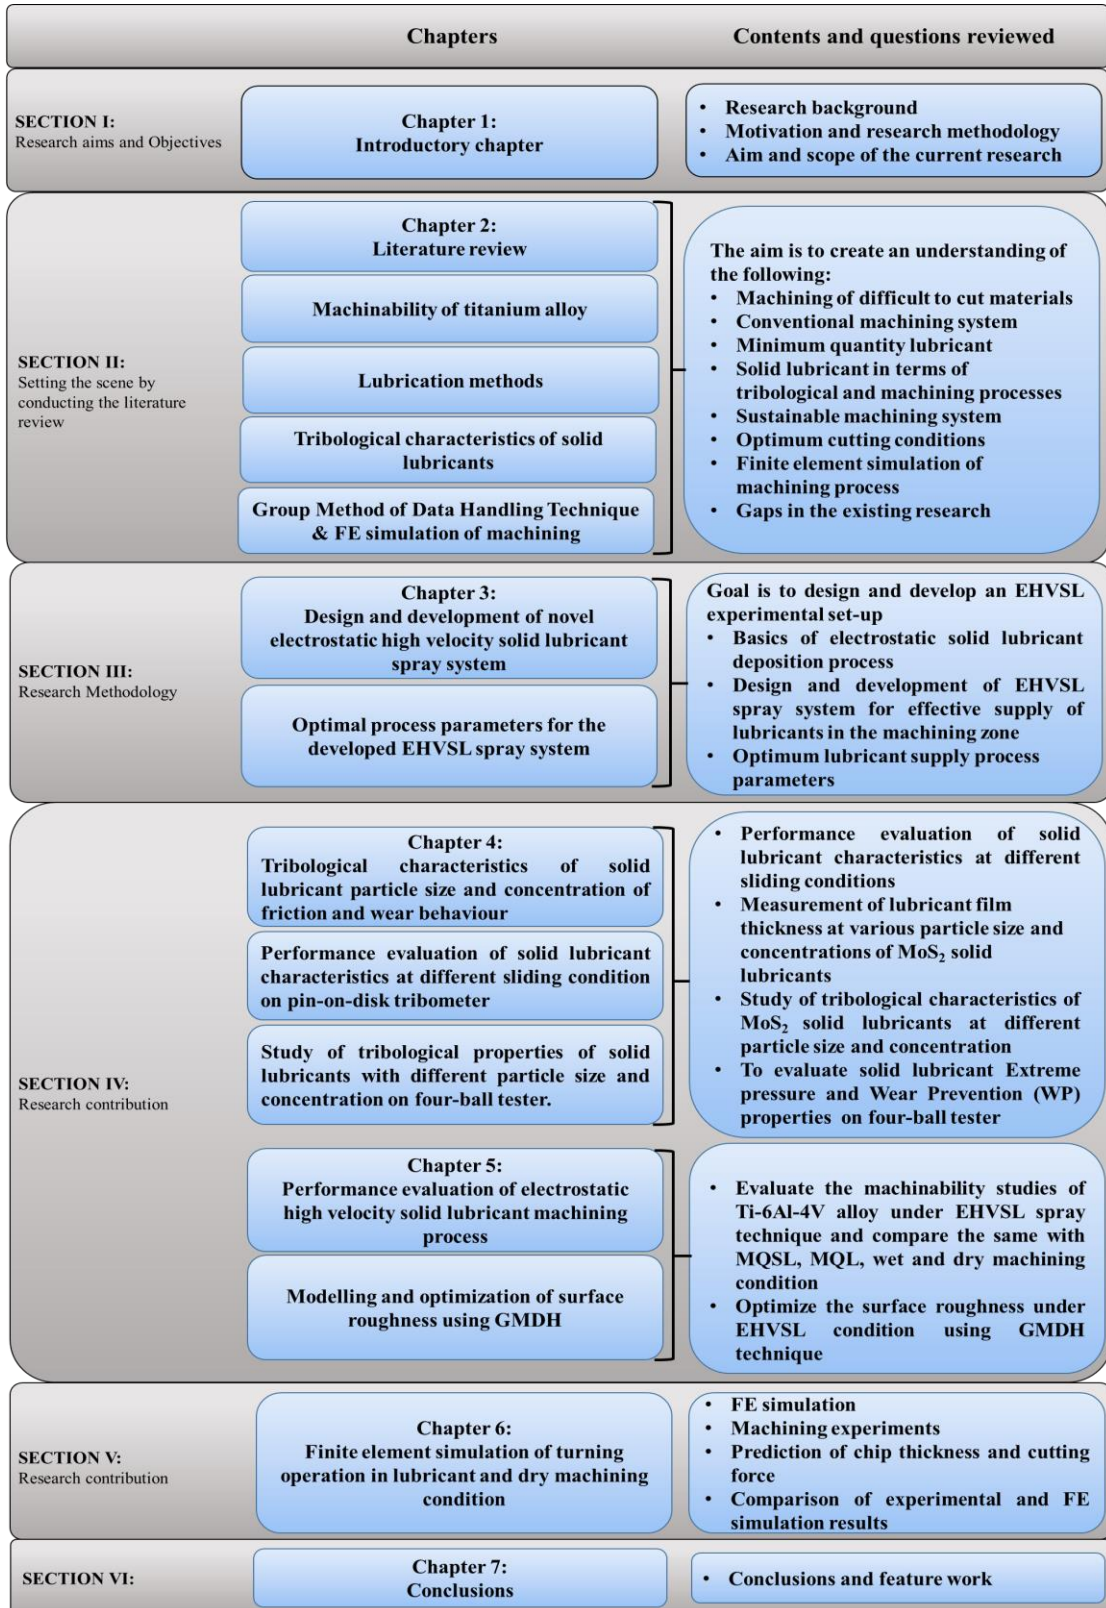 Chapters
Contents and questions reviewed
SECTION I:
Research aims and Objectives
Chapter 1:
Introductory chapter
• Research background
• Motivation and research methodology
• Aim and scope of the current research
SECTION II:
Setting the scene by
conducting the literature
review
Chapter 2:
Literature review
Machinability of titanium alloy
Lubrication methods
Tribological characteristics of solid
lubricants
Group Method of Data Handling Technique
& FE simulation of machining
The aim is to create an understanding of
the following:
• Machining of difficult to cut materials
• Conventional machining system
• Minimum quantity lubricant
• Solid lubricant in terms of
tribological and machining processes
• Sustainable machining system
• Optimum cutting conditions
• Finite element simulation of
machining process
• Gaps in the existing research
SECTION III:
Research Methodology
Chapter 3:
Design and development of novel
electrostatic high velocity solid lubricant
spray system
Optimal process parameters for the
developed EHVSL spray system
Goal is to design and develop an EHVSL
experimental set-up
• Basics of electrostatic solid lubricant
deposition process
• Design and development of EHVSL
spray system for effective supply of
lubricants in the machining zone
• Optimum lubricant supply process
parameters
SECTION IV:
Research contribution
Chapter 4:
Tribological characteristics of solid
lubricant particle size and concentration of
friction and wear behaviour
Performance evaluation of solid lubricant
characteristics at different sliding condition
on pin-on-disk tribometer
Study of tribological properties of solid
lubricants with different particle size and
concentration on four-ball tester.
• Performance evaluation of solid
lubricant characteristics at different
sliding conditions
• Measurement of lubricant film
thickness at various particle size and
concentrations of MoS₂ solid
lubricants
• Study of tribological characteristics of
MoS₂ solid lubricants at different
particle size and concentration
• To evaluate solid lubricant Extreme
pressure and Wear Prevention (WP)
properties on four-ball tester
Chapter 5:
Performance evaluation of electrostatic
high velocity solid lubricant machining
process
Modelling and optimization of surface
roughness using GMDH
• Evaluate the machinability studies of
Ti-6Al-4V alloy under EHVSL spray
technique and compare the same with
MQSL, MQL, wet and dry machining
condition
• Optimize the surface roughness under
EHVSL condition using GMDH
technique
SECTION V:
Research contribution
Chapter 6:
Finite element simulation of turning
operation in lubricant and dry machining
condition
• FE simulation
• Machining experiments
• Prediction of chip thickness and cutting
force
• Comparison of experimental and FE
simulation results
SECTION VI:
Chapter 7:
Conclusions
• Conclusions and feature work